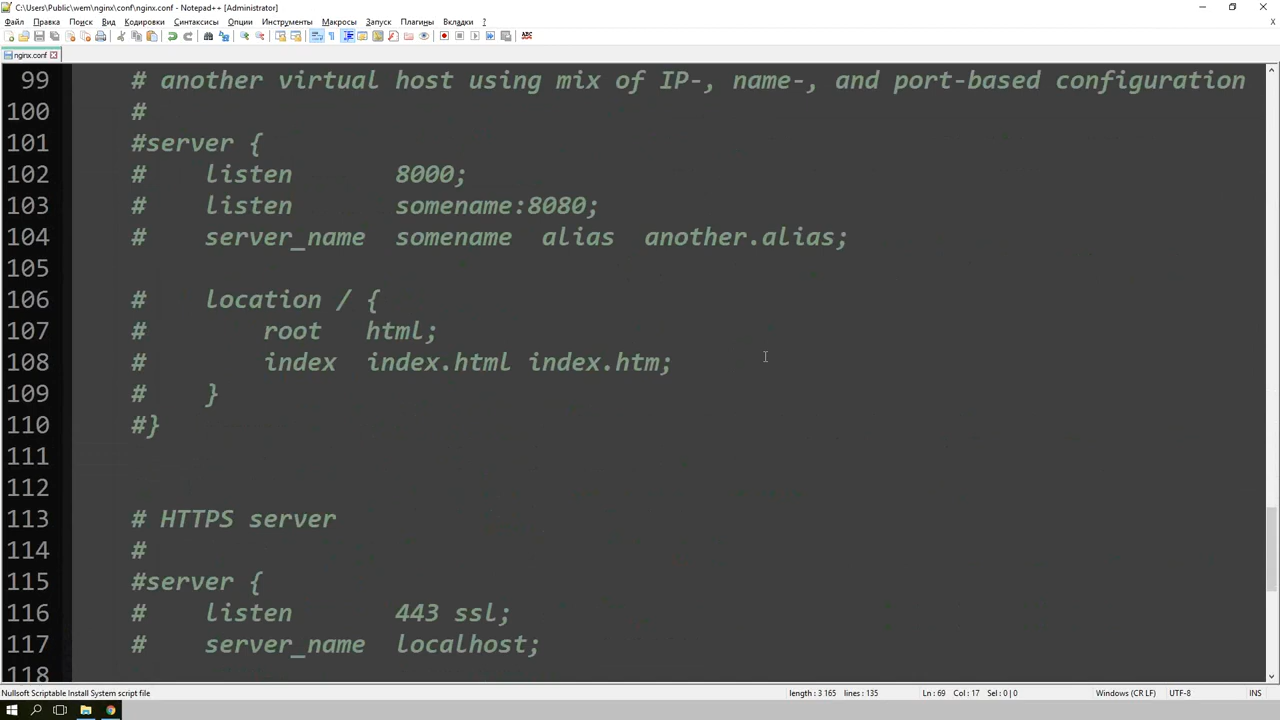 C:\Users\Public\wem\nginx\conf\nginx.conf - Notepad++ [Administrator]
Файл Правка Поиск Вид Кодировки Синтаксисы Опции Инструменты Макросы Запуск Плагины Вкладки ?
nginx.conf
99 # another virtual host using mix of IP-, name-, and port-based configuration
100 #
101 #server {
102 #    listen       8000;
103 #    listen       somename:8080;
104 #    server_name  somename  alias  another.alias;
105
106 #    location / {
107 #        root   html;
108 #        index  index.html index.htm;
109 #    }
110 #}
111
112
113 # HTTPS server
114 #
115 #server {
116 #    listen       443 ssl;
117 #    server_name  localhost;
118
Nullsoft Scriptable Install System script file length : 3 165 lines : 135 Ln : 69 Col : 17 Sel : 0 | 0 Windows (CR LF) UTF-8 INS